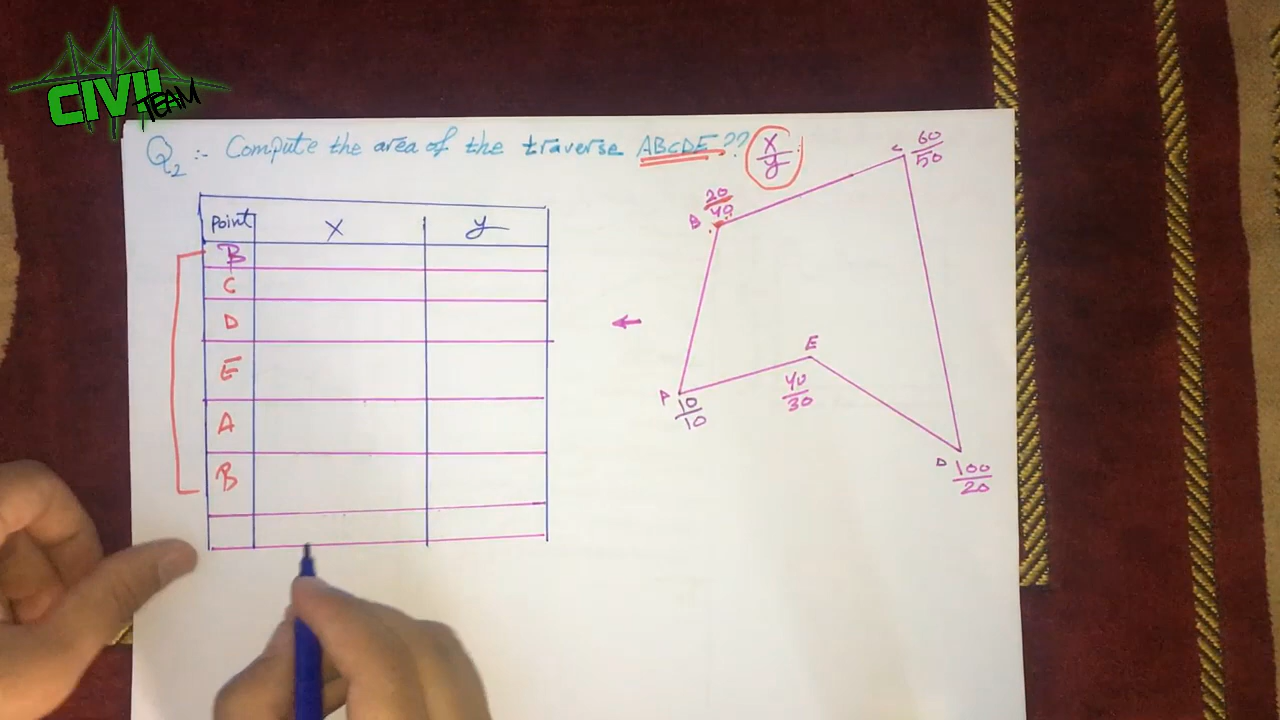 CIVIL
TEAM
Q2 :- Compute the area of the traverse ABCDE ?? x/y
Point X y
B
C
D
E
A
B
C 60/50
B 20/40
E
40/30
A
10/10
D 100/20